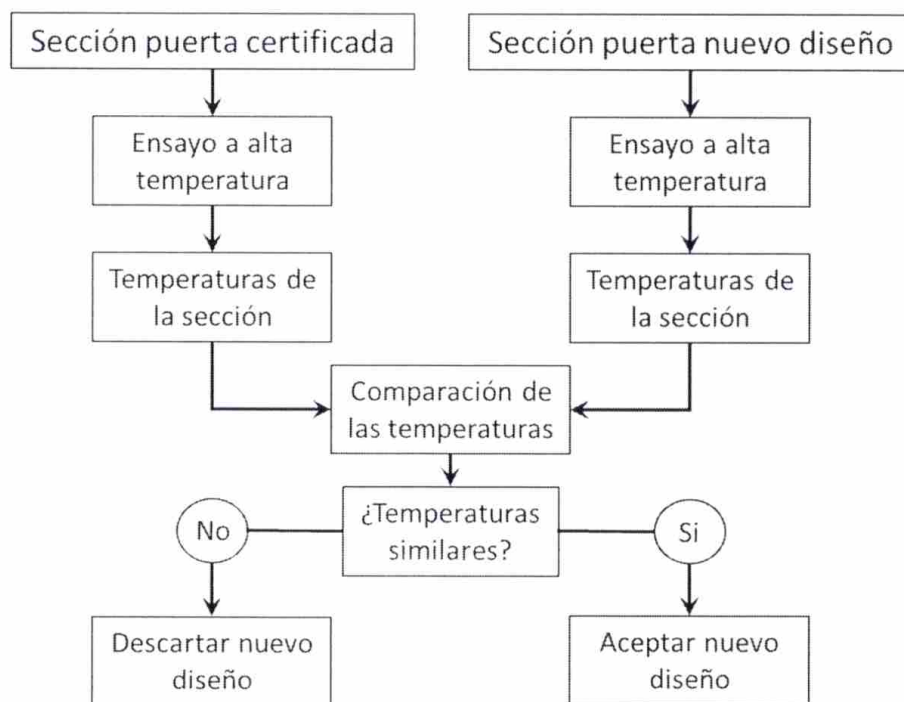 Sección puerta certificada
Sección puerta nuevo diseño
Ensayo a alta
temperatura
Ensayo a alta
temperatura
Temperaturas de
la sección
Temperaturas de
la sección
Comparación de
las temperaturas
No
¿Temperaturas
similares?
Si
Descartar nuevo
diseño
Aceptar nuevo
diseño